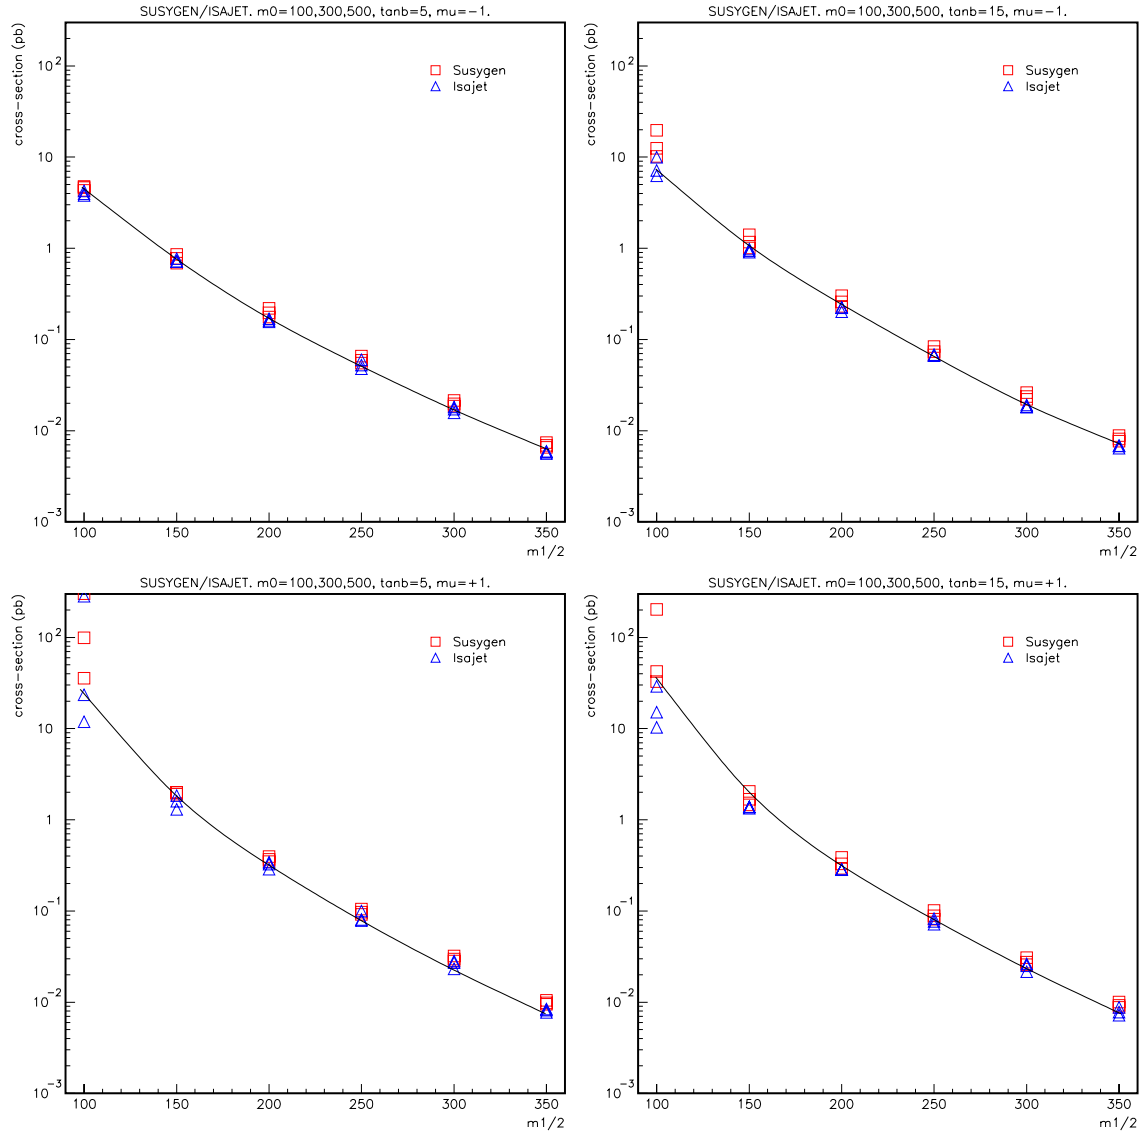 SUSYGEN/ISAJET. m0=100,300,500, tanb=5, mu=−1.
cross−section (pb)
10^2
10
1
10^−1
10^−2
10^−3
Susygen
Isajet
100 150 200 250 300 350
m1/2
SUSYGEN/ISAJET. m0=100,300,500, tanb=15, mu=−1.
cross−section (pb)
10^2
10
1
10^−1
10^−2
10^−3
Susygen
Isajet
100 150 200 250 300 350
m1/2
SUSYGEN/ISAJET. m0=100,300,500, tanb=5, mu=+1.
cross−section (pb)
10^2
10
1
10^−1
10^−2
10^−3
Susygen
Isajet
100 150 200 250 300 350
m1/2
SUSYGEN/ISAJET. m0=100,300,500, tanb=15, mu=+1.
cross−section (pb)
10^2
10
1
10^−1
10^−2
10^−3
Susygen
Isajet
100 150 200 250 300 350
m1/2